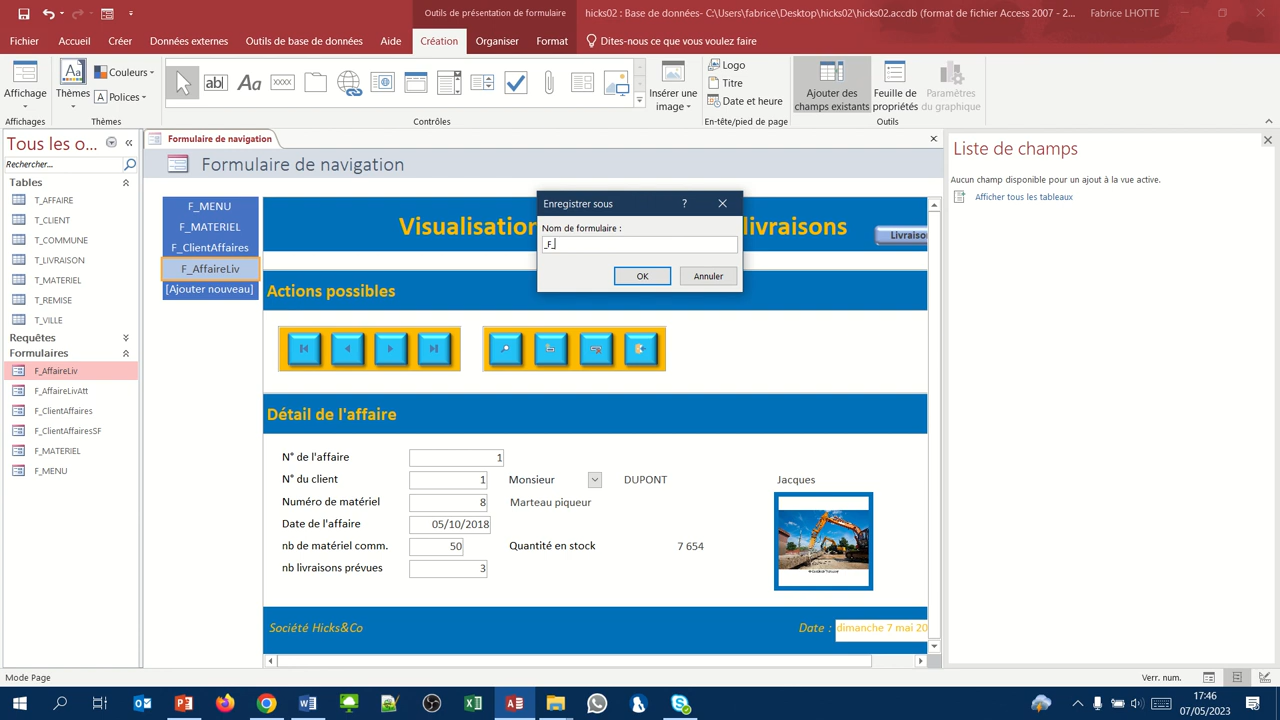 Outils de présentation de formulaire
hicks02 : Base de données- C:\Users\fabrice\Desktop\hicks02\hicks02.accdb (format de fichier Access 2007 - 2...
Fabrice LHOTTE
Fichier Accueil Créer Données externes Outils de base de données Aide Création Organiser Format Dites-nous ce que vous voulez faire
Affichage
Thèmes
Couleurs
Polices
Affichages
Thèmes
ab|
Aa
xxxx
Contrôles
Insérer une image
Logo
Titre
Date et heure
En-tête/pied de page
Ajouter des champs existants
Feuille de propriétés
Paramètres du graphique
Outils
Tous les o...
Rechercher...
Tables
T_AFFAIRE
T_CLIENT
T_COMMUNE
T_LIVRAISON
T_MATERIEL
T_REMISE
T_VILLE
Requêtes
Formulaires
F_AffaireLiv
F_AffaireLivAtt
F_ClientAffaires
F_ClientAffairesSF
F_MATERIEL
F_MENU
Formulaire de navigation
Formulaire de navigation
F_MENU
F_MATERIEL
F_ClientAffaires
F_AffaireLiv
[Ajouter nouveau]
Visualisation livraisons
Livraiso
Enregistrer sous
?
Nom de formulaire :
_F_
OK Annuler
Actions possibles
Détail de l'affaire
N° de l'affaire 1
N° du client 1 Monsieur DUPONT Jacques
Numéro de matériel 8 Marteau piqueur
Date de l'affaire 05/10/2018
nb de matériel comm. 50 Quantité en stock 7 654
nb livraisons prévues 3
Société Hicks&Co Date : dimanche 7 mai 20
Liste de champs
Aucun champ disponible pour un ajout à la vue active.
Afficher tous les tableaux
Mode Page
Verr. num.
17:46
07/05/2023